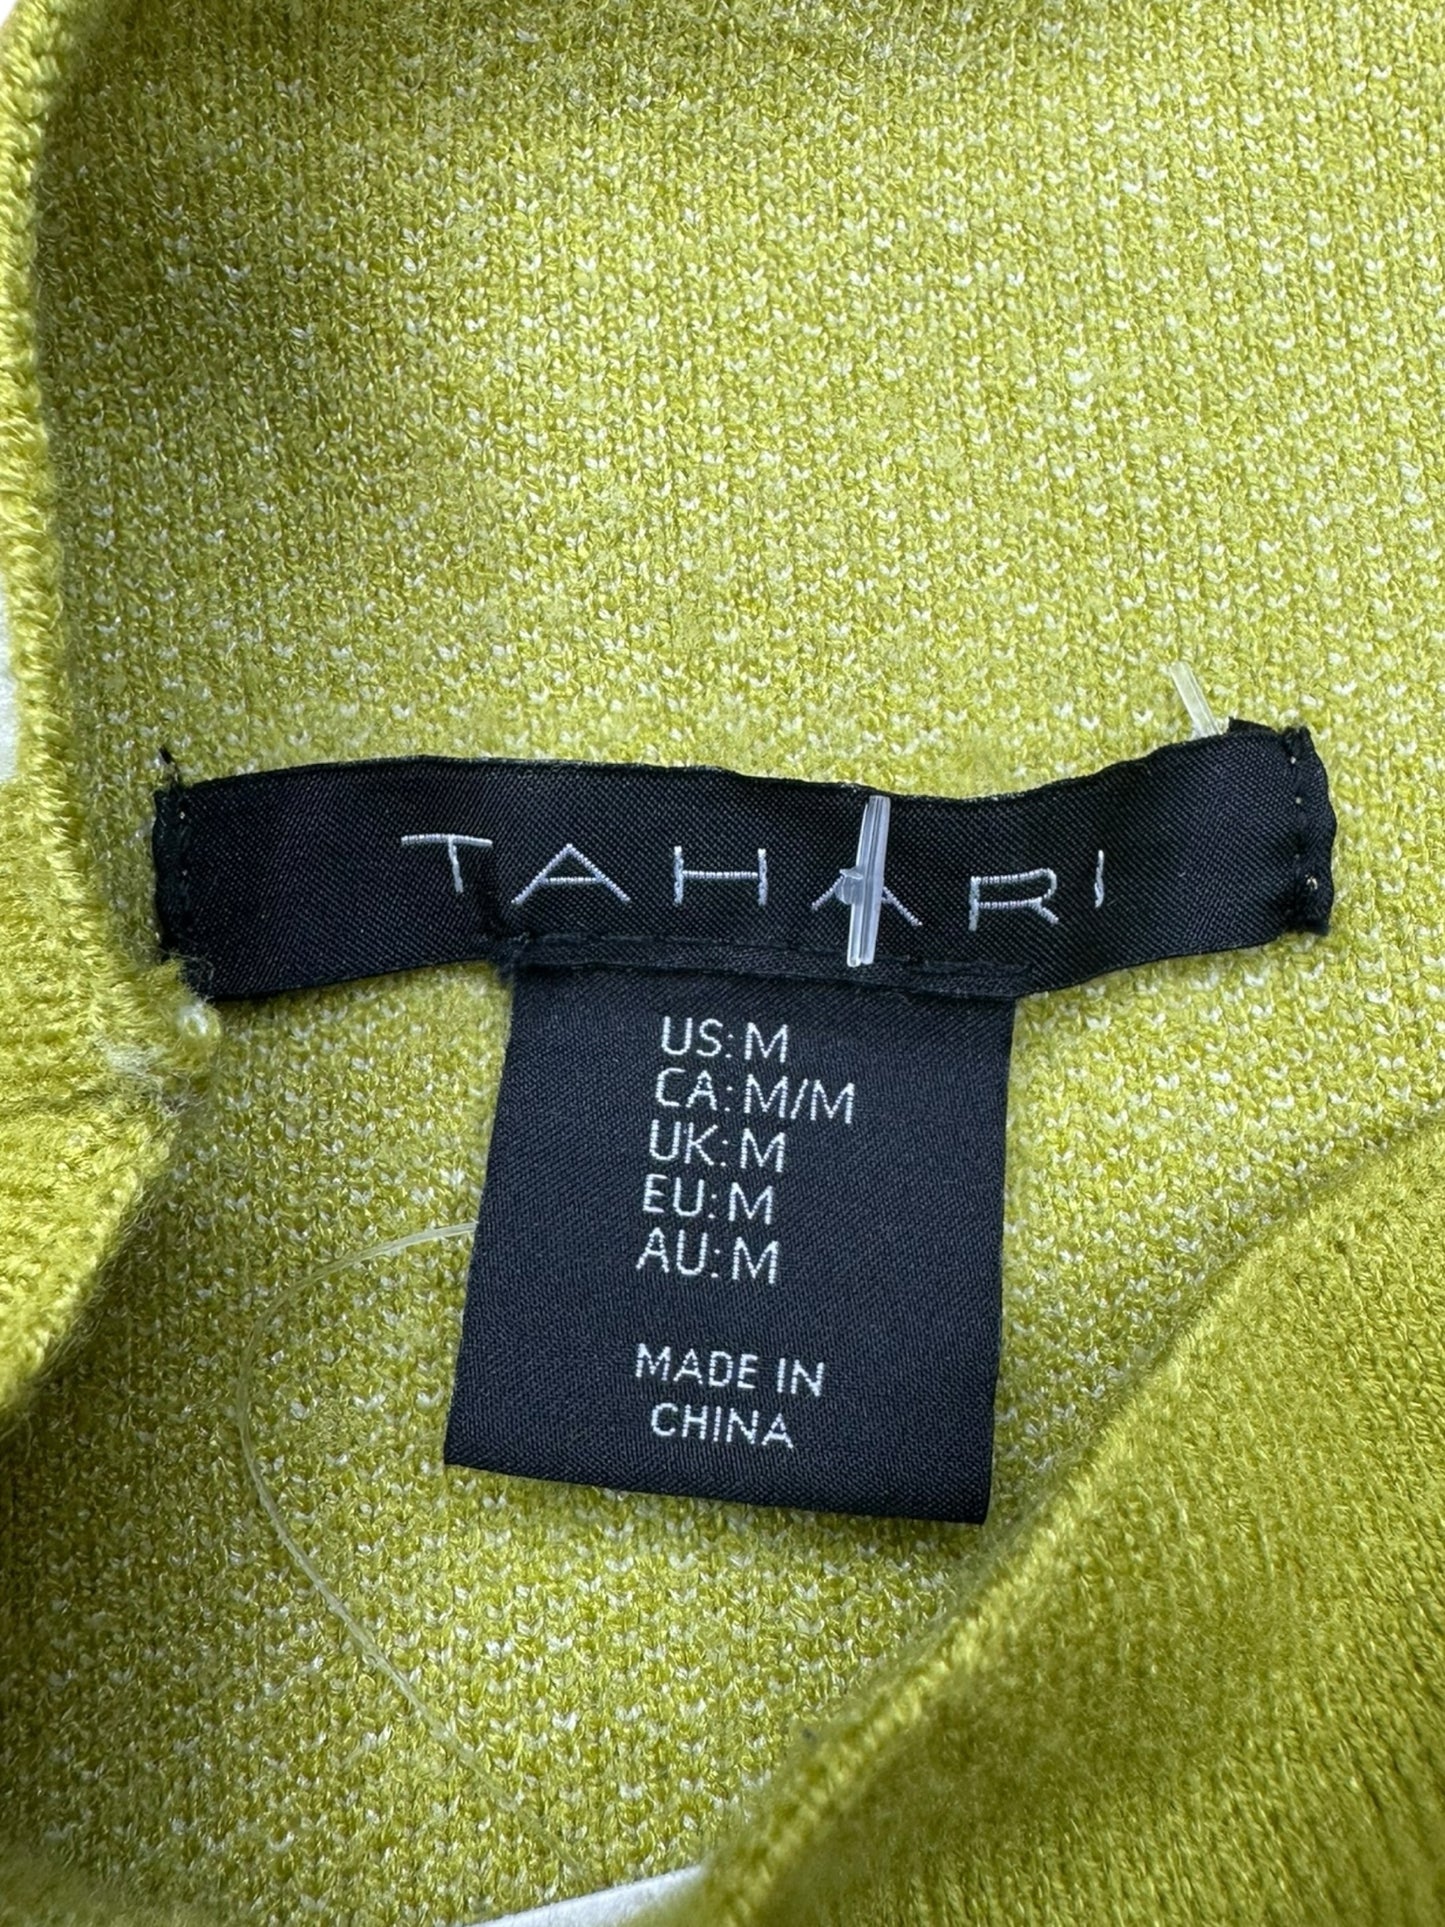 TAHARI
US: M
CA: M/M
UK: M
EU: M
AU: M
MADE IN
CHINA